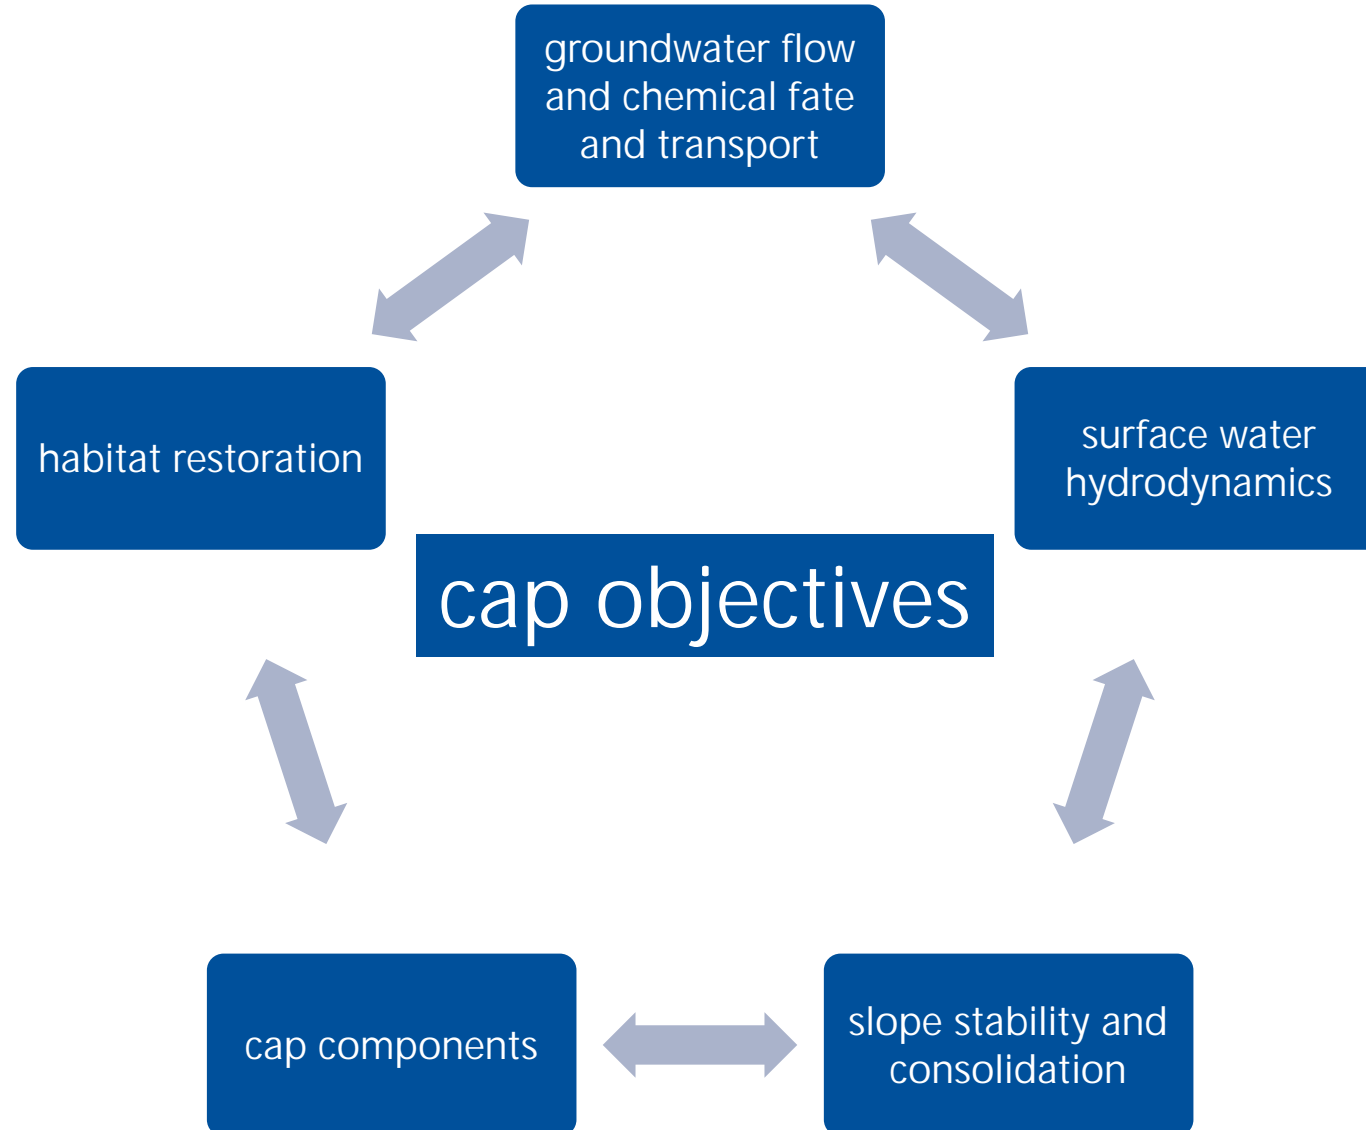 groundwater flow
and chemical fate
and transport
habitat restoration
surface water
hydrodynamics
cap objectives
cap components
slope stability and
consolidation